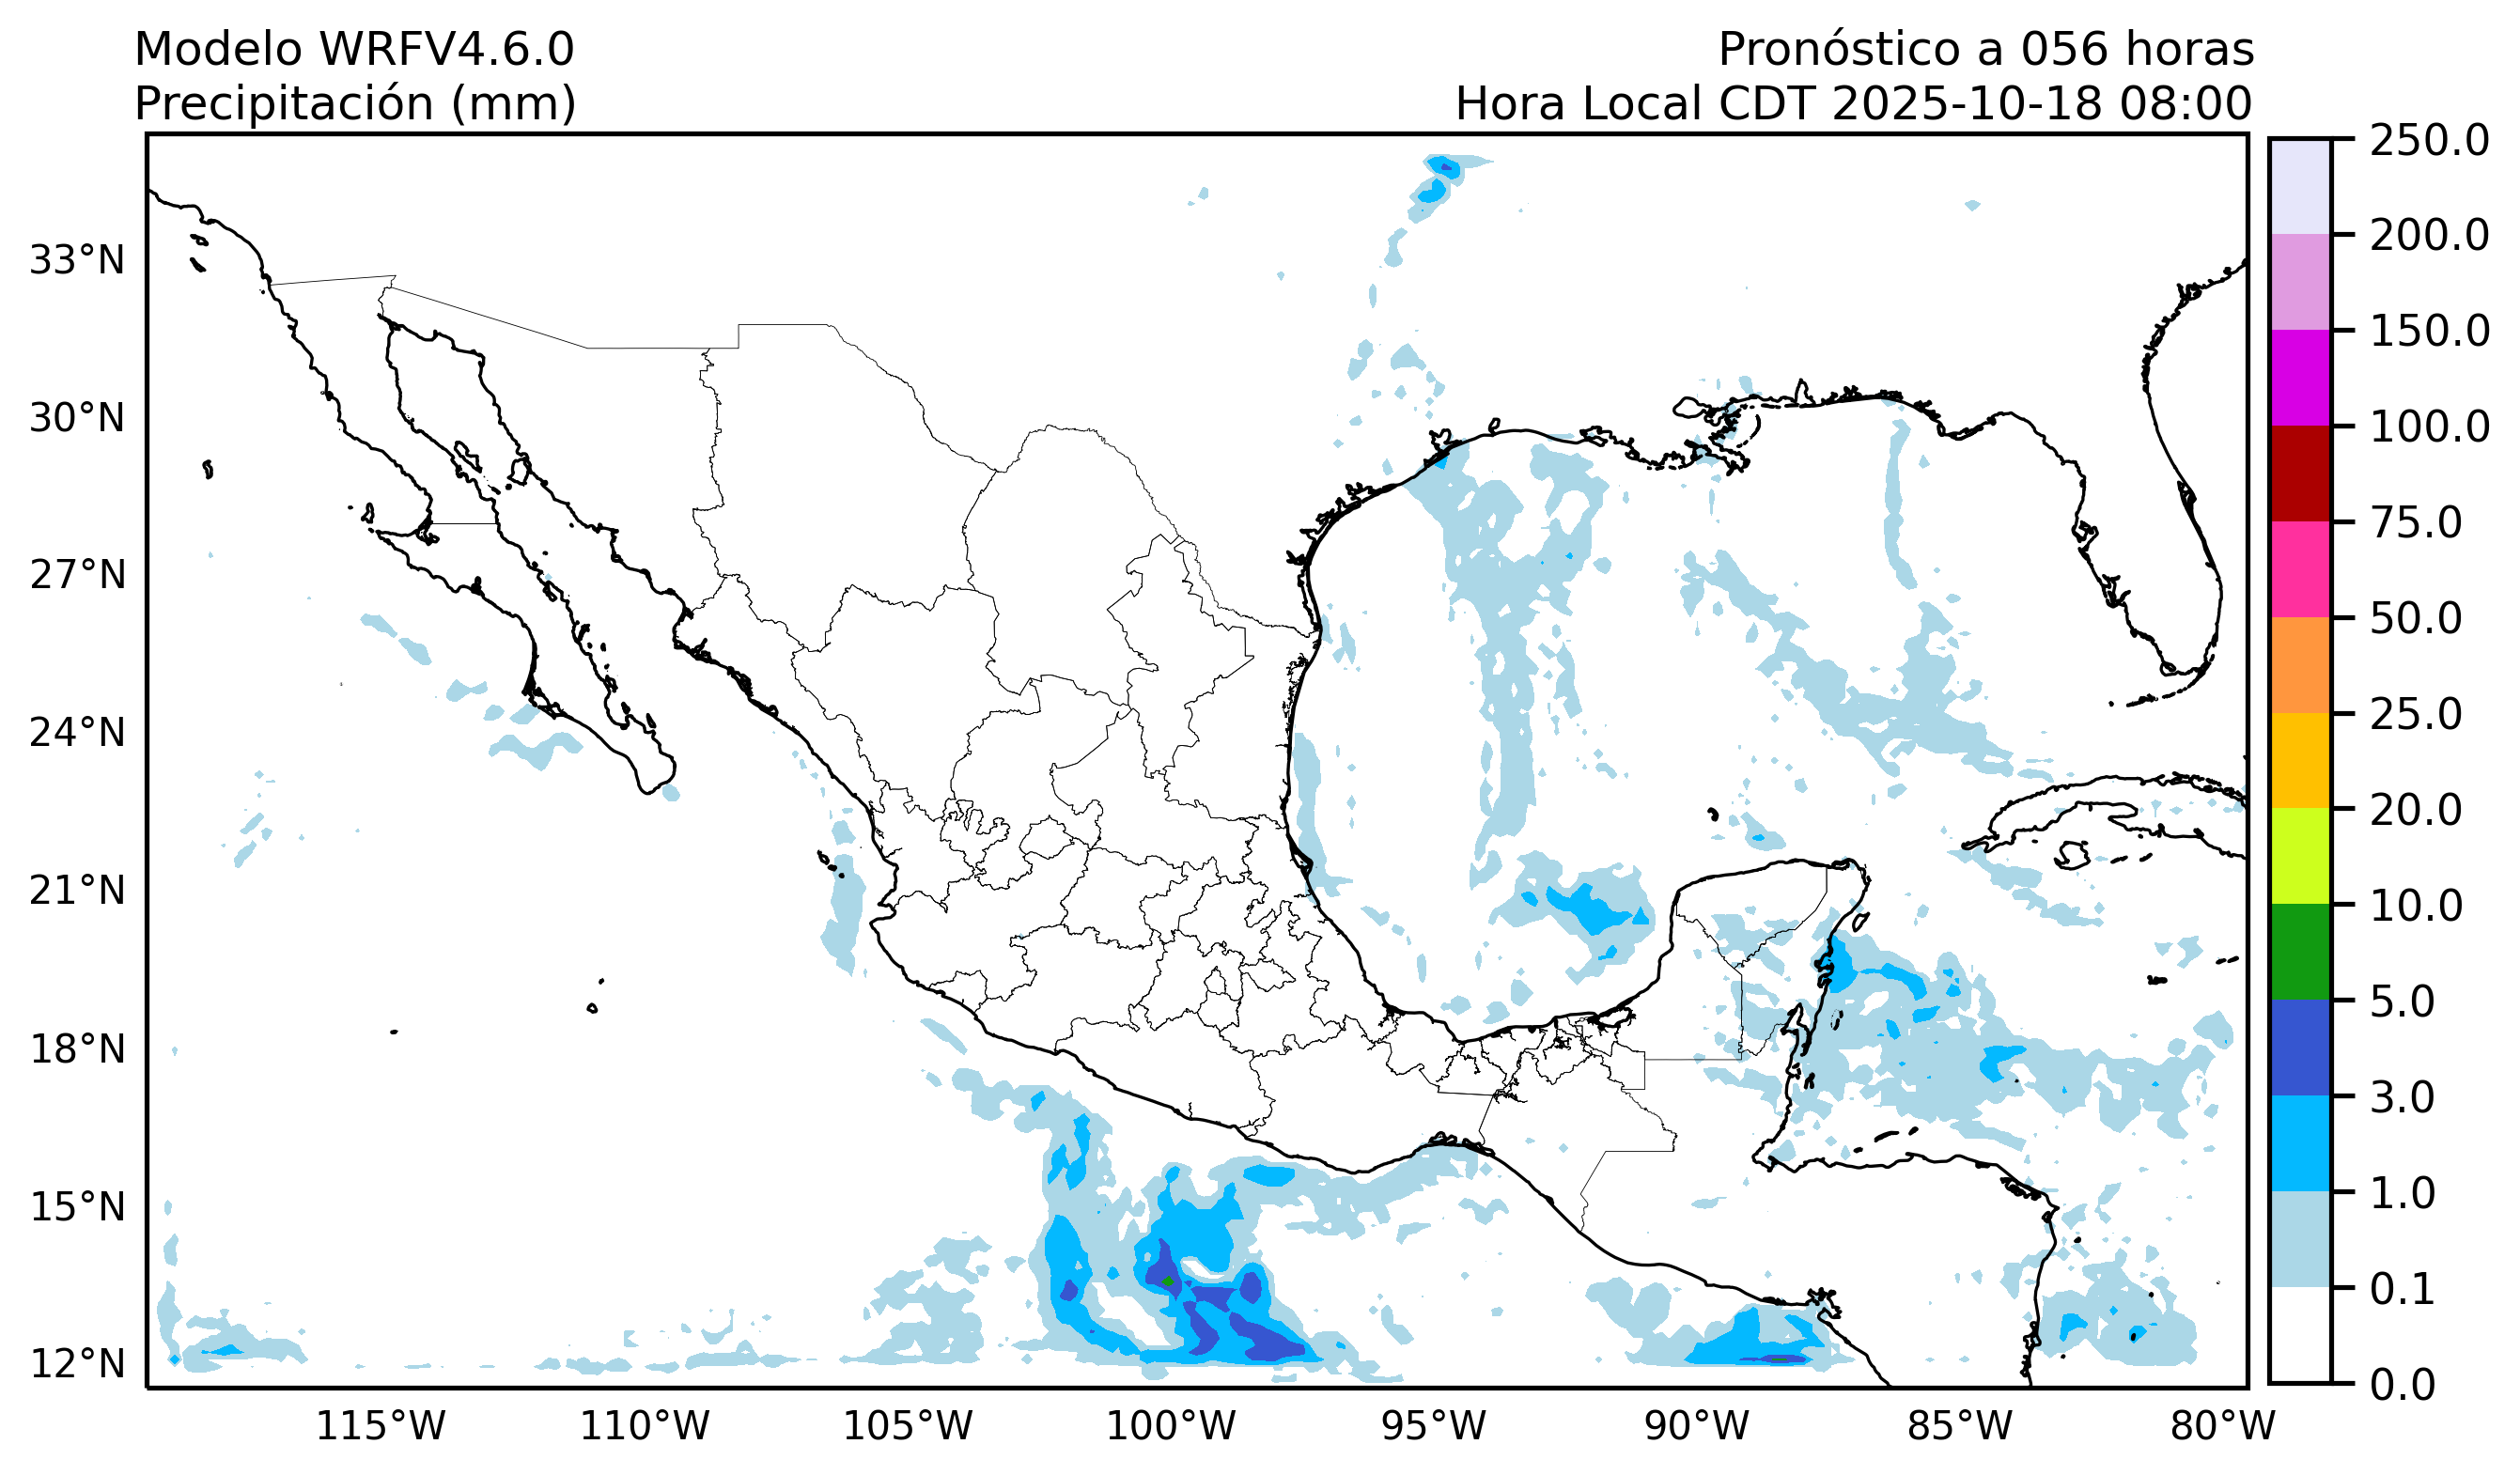 Modelo WRFV4.6.0
Precipitación (mm)
Pronóstico a 056 horas
Hora Local CDT 2025-10-18 08:00
33°N
30°N
27°N
24°N
21°N
18°N
15°N
12°N
115°W
110°W
105°W
100°W
95°W
90°W
85°W
80°W
250.0
200.0
150.0
100.0
75.0
50.0
25.0
20.0
10.0
5.0
3.0
1.0
0.1
0.0